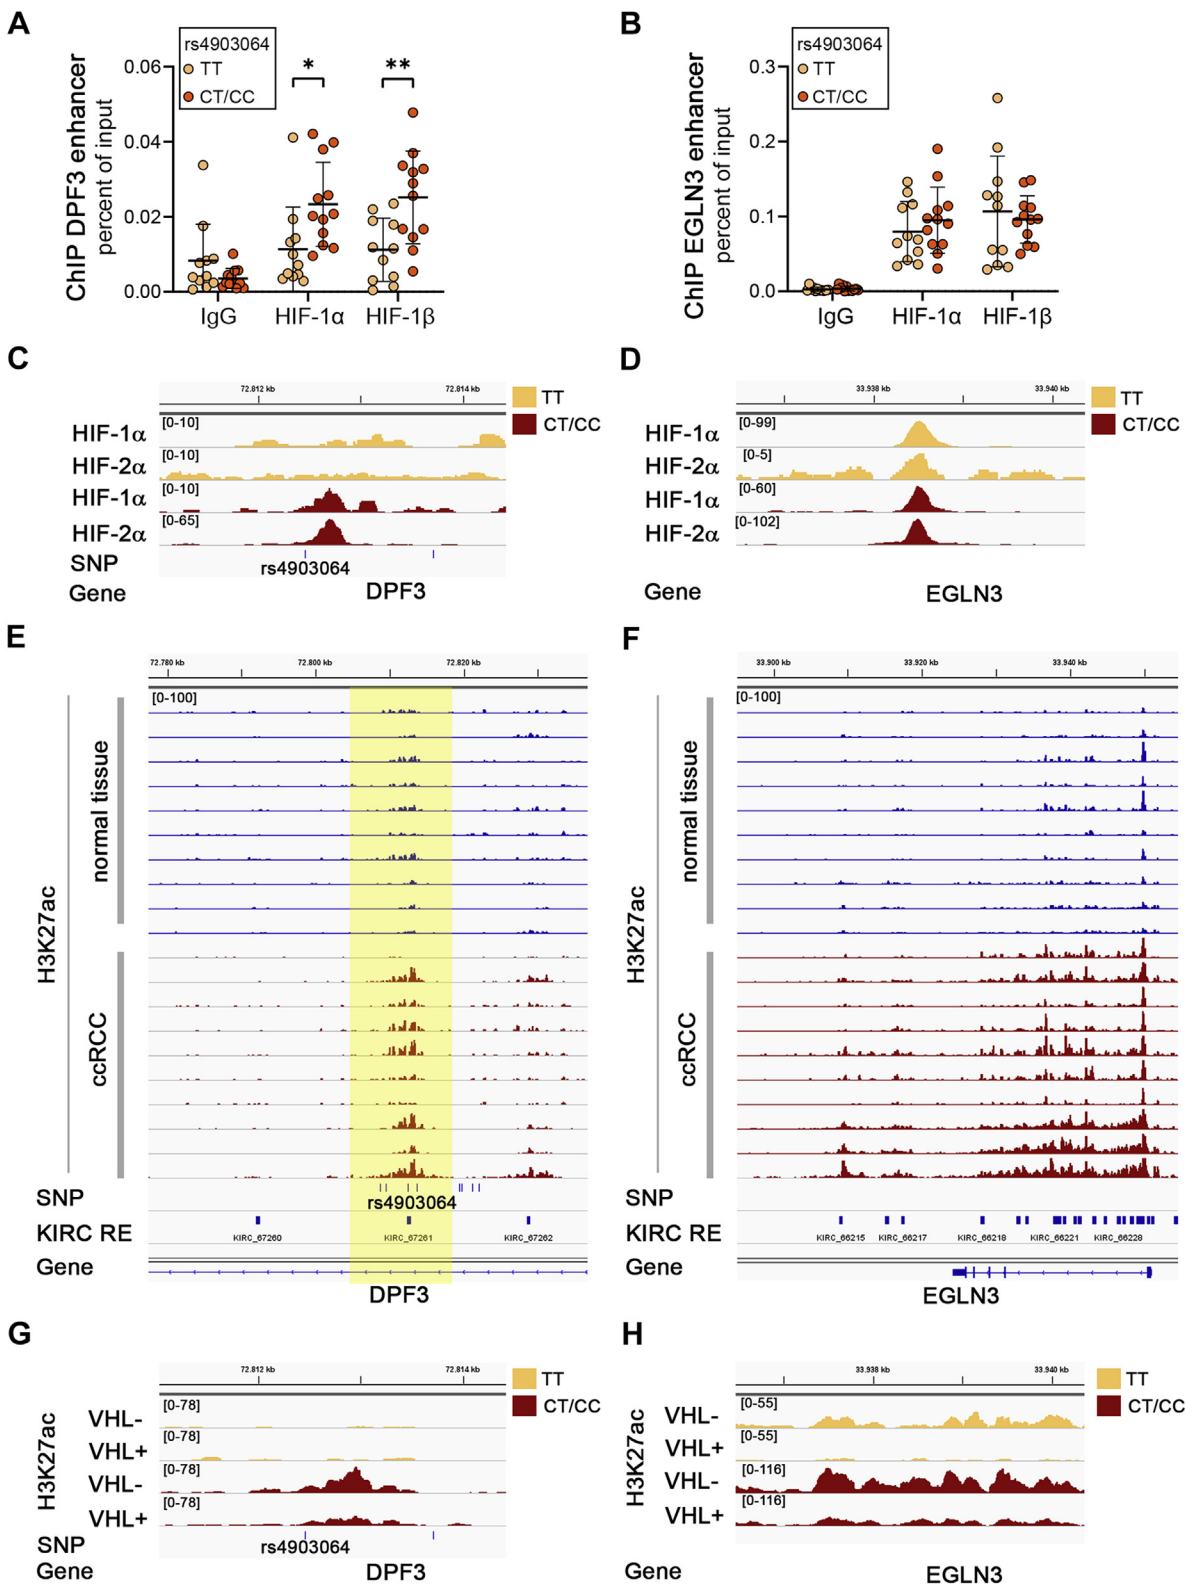 A
ChIP DPF3 enhancer
percent of input
rs4903064
TT
CT/CC
*
**
0.06
0.04
0.02
0.00
IgG
HIF-1α
HIF-1β
B
ChIP EGLN3 enhancer
percent of input
rs4903064
TT
CT/CC
0.3
0.2
0.1
0.0
IgG
HIF-1α
HIF-1β
C
72.812 kb
72.814 kb
TT
CT/CC
HIF-1α
[0-10]
HIF-2α
[0-10]
HIF-1α
[0-10]
HIF-2α
[0-65]
SNP
rs4903064
Gene
DPF3
D
33.938 kb
33.940 kb
TT
CT/CC
HIF-1α
[0-99]
HIF-2α
[0-5]
HIF-1α
[0-60]
HIF-2α
[0-102]
Gene
EGLN3
E
72.780 kb
72.800 kb
72.820 kb
[0-100]
H3K27ac
normal tissue
ccRCC
SNP
rs4903064
KIRC RE
KIRC_67260
KIRC_67261
KIRC_67262
Gene
DPF3
F
33.900 kb
33.920 kb
33.940 kb
[0-100]
H3K27ac
normal tissue
ccRCC
SNP
KIRC RE
KIRC_66215
KIRC_66217
KIRC_66218
KIRC_66221
KIRC_66228
Gene
EGLN3
G
72.812 kb
72.814 kb
TT
CT/CC
H3K27ac
VHL-
[0-78]
VHL+
[0-78]
VHL-
[0-78]
VHL+
[0-78]
SNP
rs4903064
Gene
DPF3
H
33.938 kb
33.940 kb
TT
CT/CC
H3K27ac
VHL-
[0-55]
VHL+
[0-55]
VHL-
[0-116]
VHL+
[0-116]
Gene
EGLN3